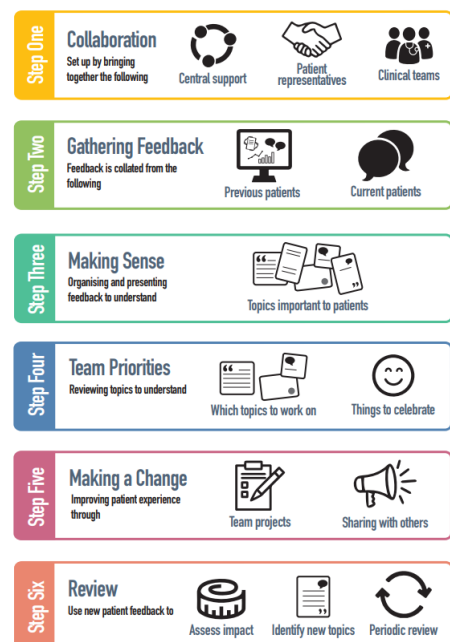 Step One
Collaboration
Set up by bringing
together the following
Central support
Patient
representatives
Clinical teams
Step Two
Gathering Feedback
Feedback is collated from the
following
Previous patients
Current patients
Step Three
Making Sense
Organising and presenting
feedback to understand
Topics important to patients
Step Four
Team Priorities
Reviewing topics to understand
Which topics to work on
Things to celebrate
Step Five
Making a Change
Improving patient experience
through
Team projects
Sharing with others
Step Six
Review
Use new patient feedback to
Assess impact
Identify new topics
Periodic review